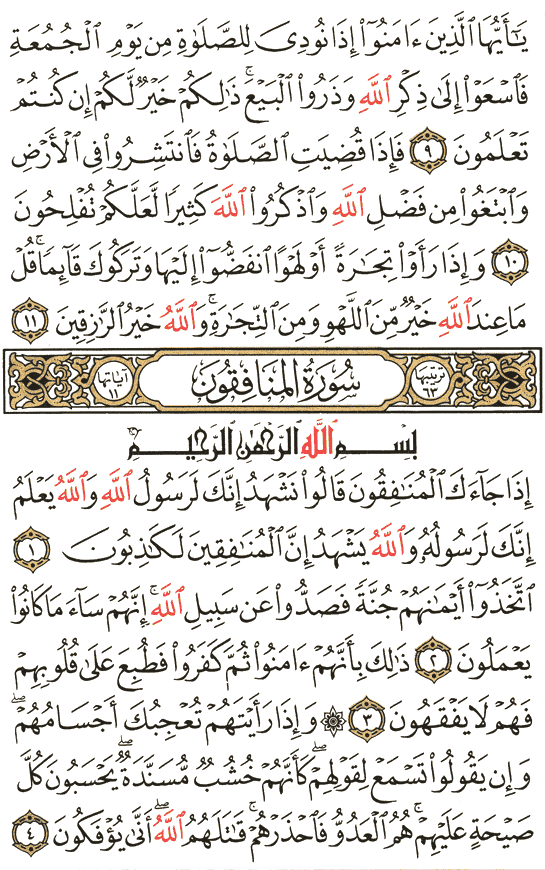 يَٰٓأَيُّهَا ٱلَّذِينَ ءَامَنُوٓا۟ إِذَا نُودِىَ لِلصَّلَوٰةِ مِن يَوْمِ ٱلْجُمُعَةِ
فَٱسْعَوْا۟ إِلَىٰ ذِكْرِ ٱللَّهِ وَذَرُوا۟ ٱلْبَيْعَ ۚ ذَٰلِكُمْ خَيْرٌ لَّكُمْ إِن كُنتُمْ
تَعْلَمُونَ ٩ فَإِذَا قُضِيَتِ ٱلصَّلَوٰةُ فَٱنتَشِرُوا۟ فِى ٱلْأَرْضِ
وَٱبْتَغُوا۟ مِن فَضْلِ ٱللَّهِ وَٱذْكُرُوا۟ ٱللَّهَ كَثِيرًا لَّعَلَّكُمْ تُفْلِحُونَ
١٠ وَإِذَا رَأَوْا۟ تِجَٰرَةً أَوْ لَهْوًا ٱنفَضُّوٓا۟ إِلَيْهَا وَتَرَكُوكَ قَآئِمًا ۚ قُلْ
مَا عِندَ ٱللَّهِ خَيْرٌ مِّنَ ٱللَّهْوِ وَمِنَ ٱلتِّجَٰرَةِ ۚ وَٱللَّهُ خَيْرُ ٱلرَّٰزِقِينَ ١١
ترتيبها ٦٣ سُورَةُ المُنَافِقُونَ آياتها ١١
بِسْمِ ٱللَّهِ ٱلرَّحْمَٰنِ ٱلرَّحِيمِ
إِذَا جَآءَكَ ٱلْمُنَٰفِقُونَ قَالُوا۟ نَشْهَدُ إِنَّكَ لَرَسُولُ ٱللَّهِ وَٱللَّهُ يَعْلَمُ
إِنَّكَ لَرَسُولُهُۥ وَٱللَّهُ يَشْهَدُ إِنَّ ٱلْمُنَٰفِقِينَ لَكَٰذِبُونَ ١
ٱتَّخَذُوٓا۟ أَيْمَٰنَهُمْ جُنَّةً فَصَدُّوا۟ عَن سَبِيلِ ٱللَّهِ ۚ إِنَّهُمْ سَآءَ مَا كَانُوا۟
يَعْمَلُونَ ٢ ذَٰلِكَ بِأَنَّهُمْ ءَامَنُوا۟ ثُمَّ كَفَرُوا۟ فَطُبِعَ عَلَىٰ قُلُوبِهِمْ
فَهُمْ لَا يَفْقَهُونَ ٣ ۞ وَإِذَا رَأَيْتَهُمْ تُعْجِبُكَ أَجْسَامُهُمْ ۖ
وَإِن يَقُولُوا۟ تَسْمَعْ لِقَوْلِهِمْ ۖ كَأَنَّهُمْ خُشُبٌ مُّسَنَّدَةٌ ۖ يَحْسَبُونَ كُلَّ
صَيْحَةٍ عَلَيْهِمْ ۚ هُمُ ٱلْعَدُوُّ فَٱحْذَرْهُمْ ۚ قَٰتَلَهُمُ ٱللَّهُ ۖ أَنَّىٰ يُؤْفَكُونَ ٤